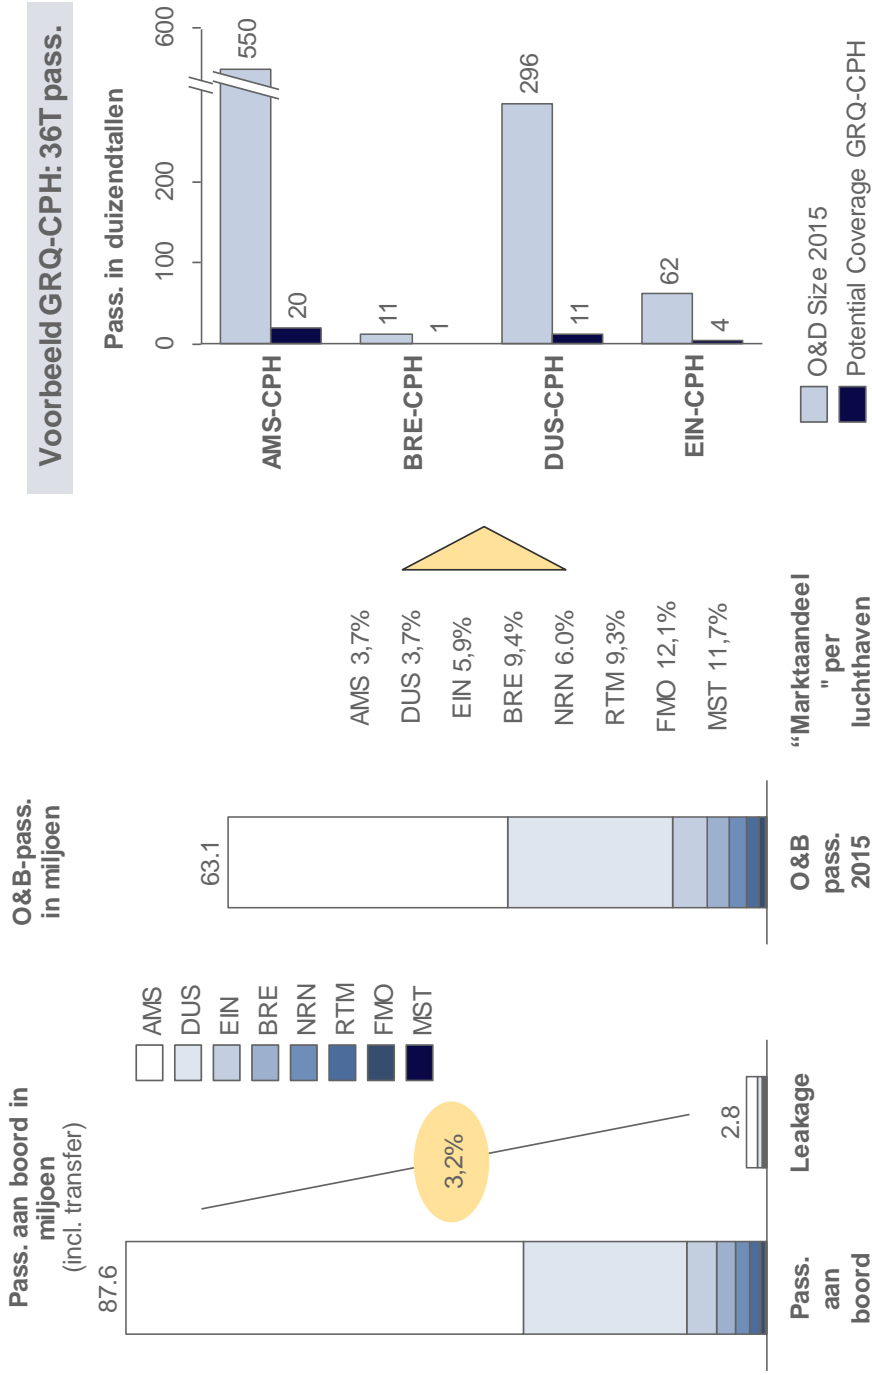 Pass. aan boord in
miljoen
(incl. transfer)
87.6
3,2%
2.8
AMS
DUS
EIN
BRE
NRN
RTM
FMO
MST
Pass.
aan
boord
Leakage
O&B-pass.
in miljoen
63.1
O&B
pass.
2015
AMS 3,7%
DUS 3,7%
EIN 5,9%
BRE 9,4%
NRN 6.0%
RTM 9,3%
FMO 12,1%
MST 11,7%
“Marktaandeel
" per
luchthaven
Voorbeeld GRQ-CPH: 36T pass.
Pass. in duizendtallen
0
100
200
600
AMS-CPH
550
20
BRE-CPH
11
1
DUS-CPH
296
11
EIN-CPH
62
4
O&D Size 2015
Potential Coverage GRQ-CPH